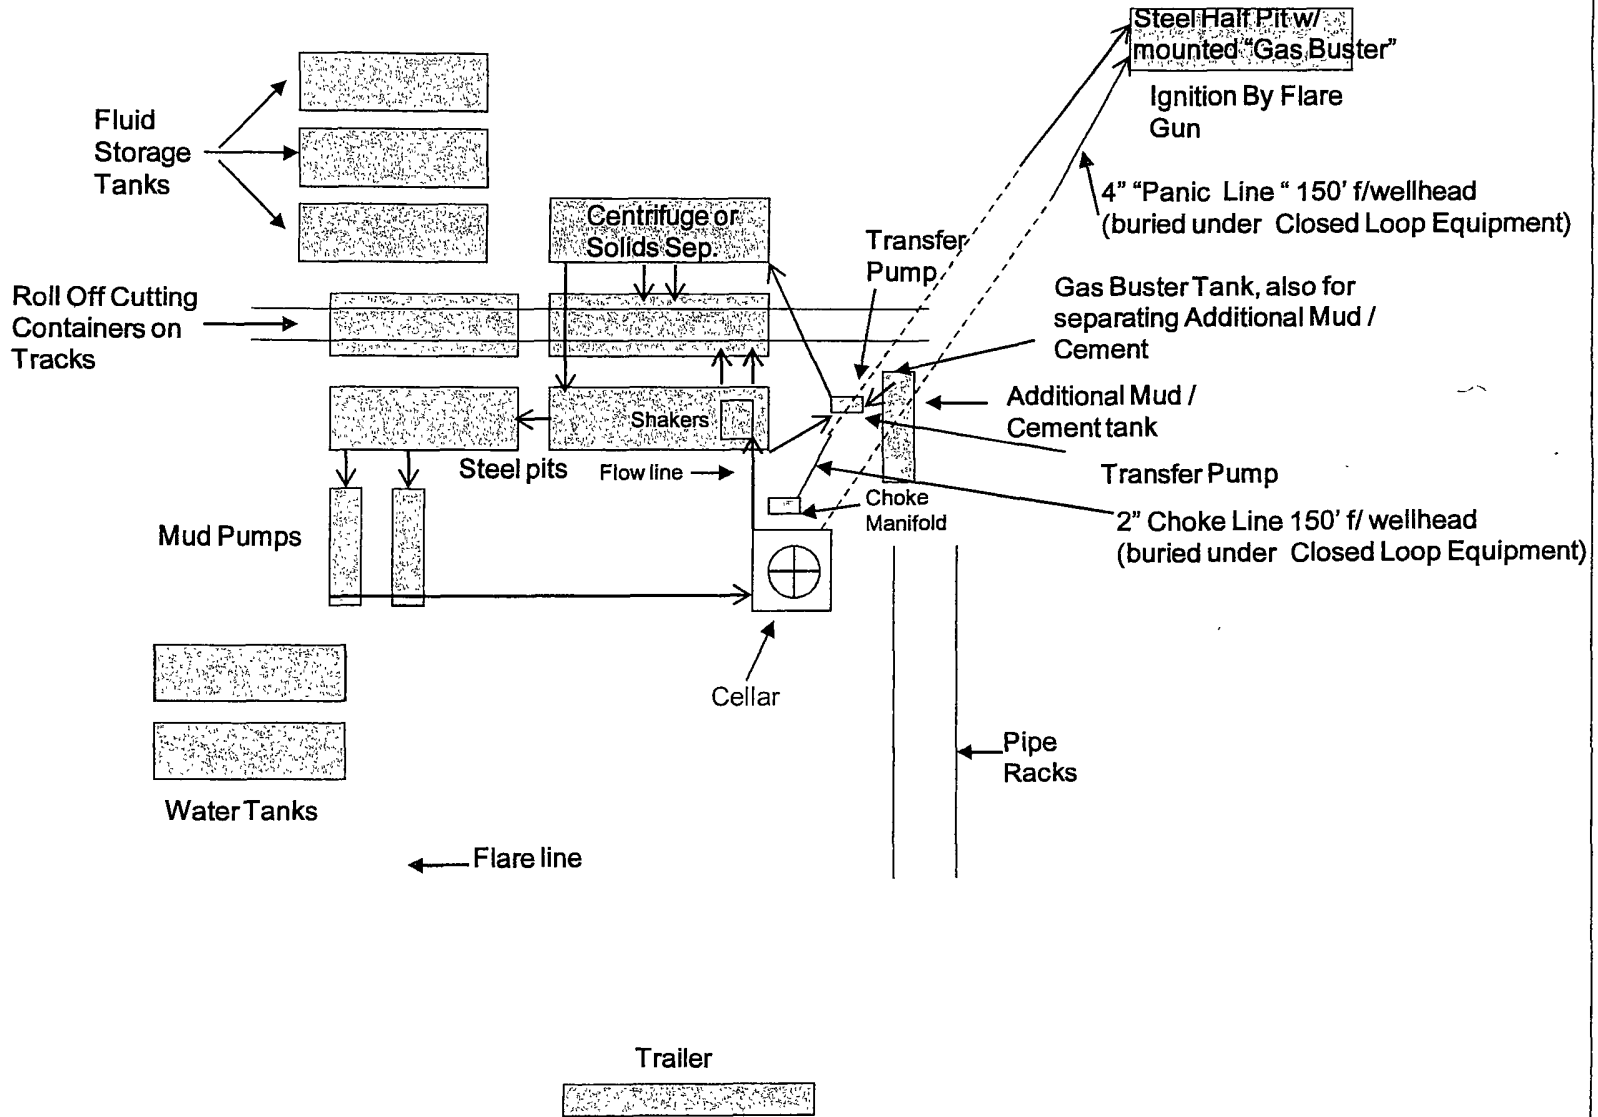 Steel Half Pit w/
mounted “Gas Buster”
Ignition By Flare
Gun
Fluid
Storage
Tanks
4” “Panic Line “ 150’ f/wellhead
(buried under Closed Loop Equipment)
Centrifuge or
Solids Sep.
Transfer
Pump
Roll Off Cutting
Containers on
Tracks
Gas Buster Tank, also for
separating Additional Mud /
Cement
Additional Mud /
Cement tank
Shakers
Steel pits
Flow line
Transfer Pump
Choke
Manifold
2” Choke Line 150’ f/ wellhead
(buried under Closed Loop Equipment)
Mud Pumps
Cellar
Pipe
Racks
Water Tanks
Flare line
Trailer